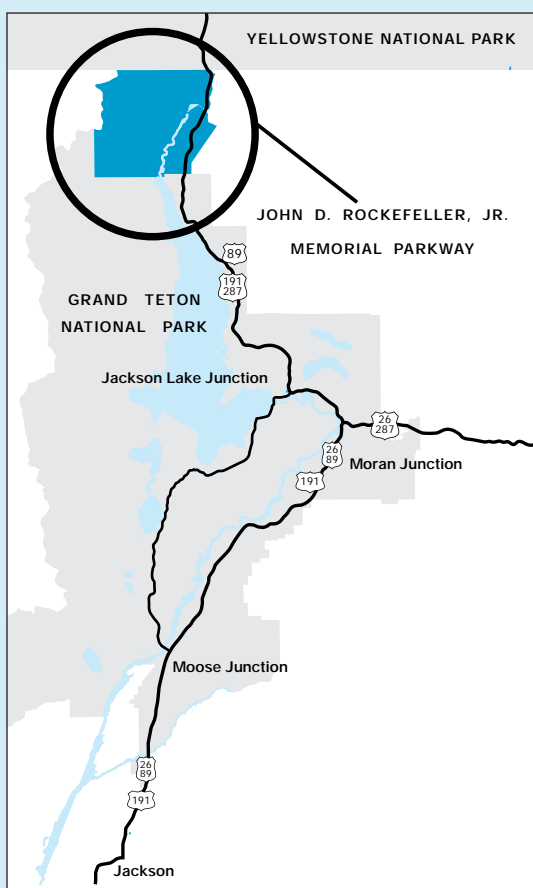 YELLOWSTONE NATIONAL PARK
JOHN D. ROCKEFELLER, JR.
MEMORIAL PARKWAY
89
191
287
GRAND TETON
NATIONAL PARK
Jackson Lake Junction
26
287
26
89
Moran Junction
191
Moose Junction
26
89
191
Jackson